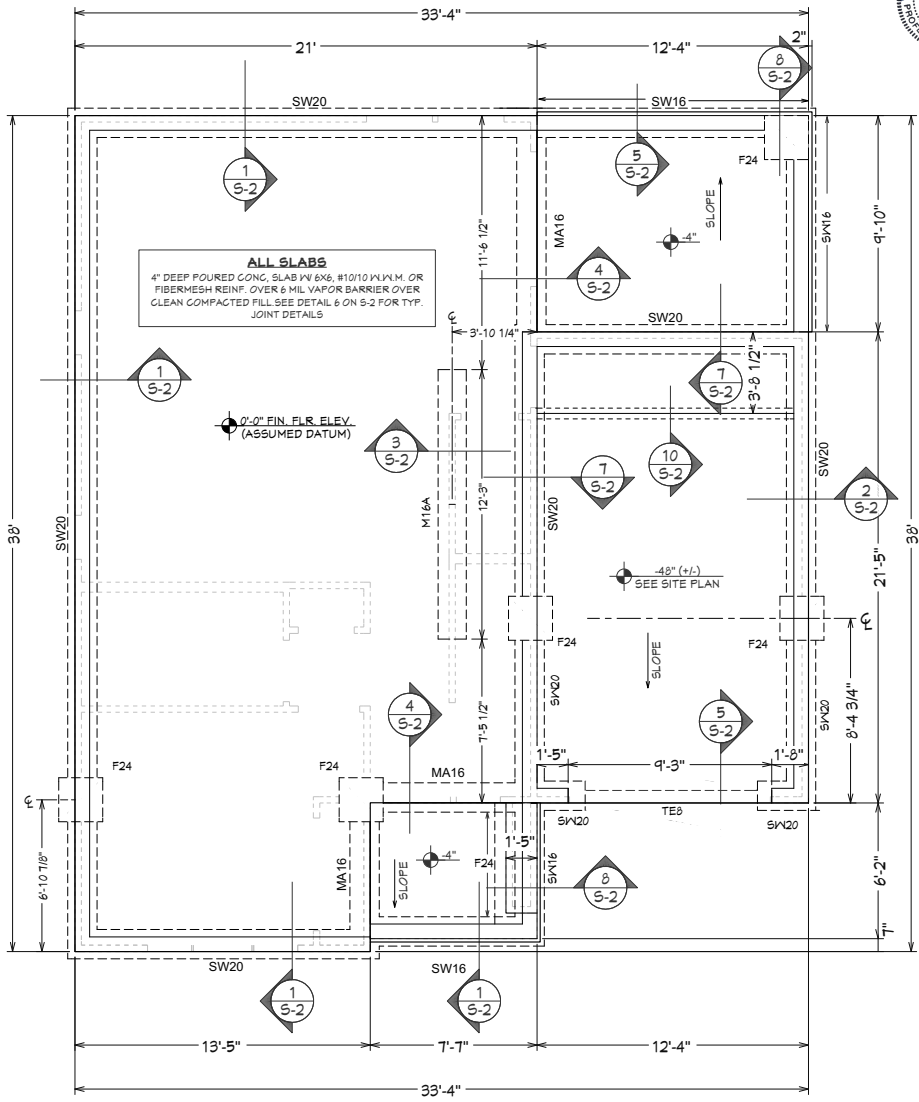 33'-4"
21'
12'-4"
2"
8
S-2
SW20
SW16
1
S-2
5
S-2
F24
11'-6 1/2"
MA16
SLOPE
-4"
SW16
9'-10"
4
S-2
ALL SLABS
4" DEEP POURED CONC, SLAB W/ 6X6, #10/10 W.W.M. OR
FIBERMESH REINF. OVER 6 MIL VAPOR BARRIER OVER
CLEAN COMPACTED FILL.SEE DETAIL 6 ON S-2 FOR TYP.
JOINT DETAILS
SW20
3'-10 1/4"
1
S-2
7
S-2
3'-8 1/2"
0'-0" FIN. FLR. ELEV.
(ASSUMED DATUM)
3
S-2
10
S-2
7
S-2
SW20
2
S-2
M16A
12'-3"
SW20
38'
SW20
38'
21'-5"
-48" (+/-)
SEE SITE PLAN
F24
F24
SLOPE
SW20
8'-4 3/4"
4
S-2
7'-5 1/2"
5
S-2
SW20
1'-5"
9'-3"
1'-8"
F24
F24
MA16
SW20
TE8
SW20
6'-10 7/8"
MA16
SLOPE
-4"
F24
1'-5"
SW16
8
S-2
6'-2"
7"
SW20
SW16
1
S-2
1
S-2
13'-5"
7'-7"
12'-4"
33'-4"